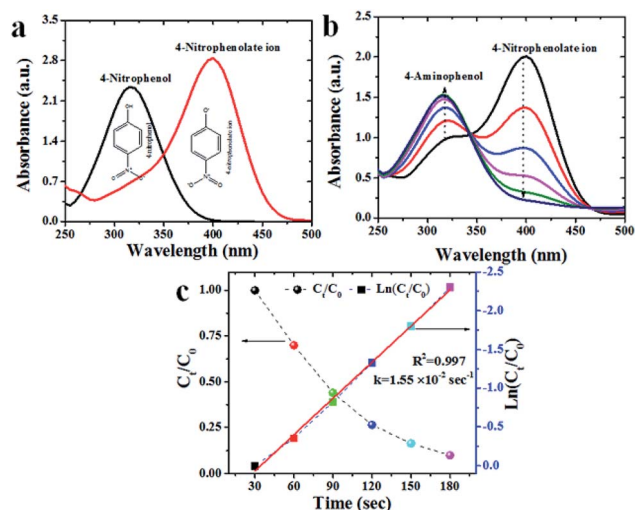 a
4-Nitrophenolate ion
4-Nitrophenol
OH
4-nitrophenol
4-nitrophenolate ion
Absorbance (a.u.)
3.5
2.8
2.1
1.4
0.7
0.0
250 300 350 400 450 500
Wavelength (nm)
b
4-Nitrophenolate ion
4-Aminophenol
Absorbance (a.u.)
2.5
2.0
1.5
1.0
0.5
0.0
250 300 350 400 450 500
Wavelength (nm)
c
Ct/C0 Ln(Ct/C0)
R²=0.997
k=1.55 ×10⁻² sec⁻¹
Ct/C0
1.00
0.75
0.50
0.25
0.00
Ln(Ct/C0)
-2.5
-2.0
-1.5
-1.0
-0.5
0.0
30 60 90 120 150 180
Time (sec)